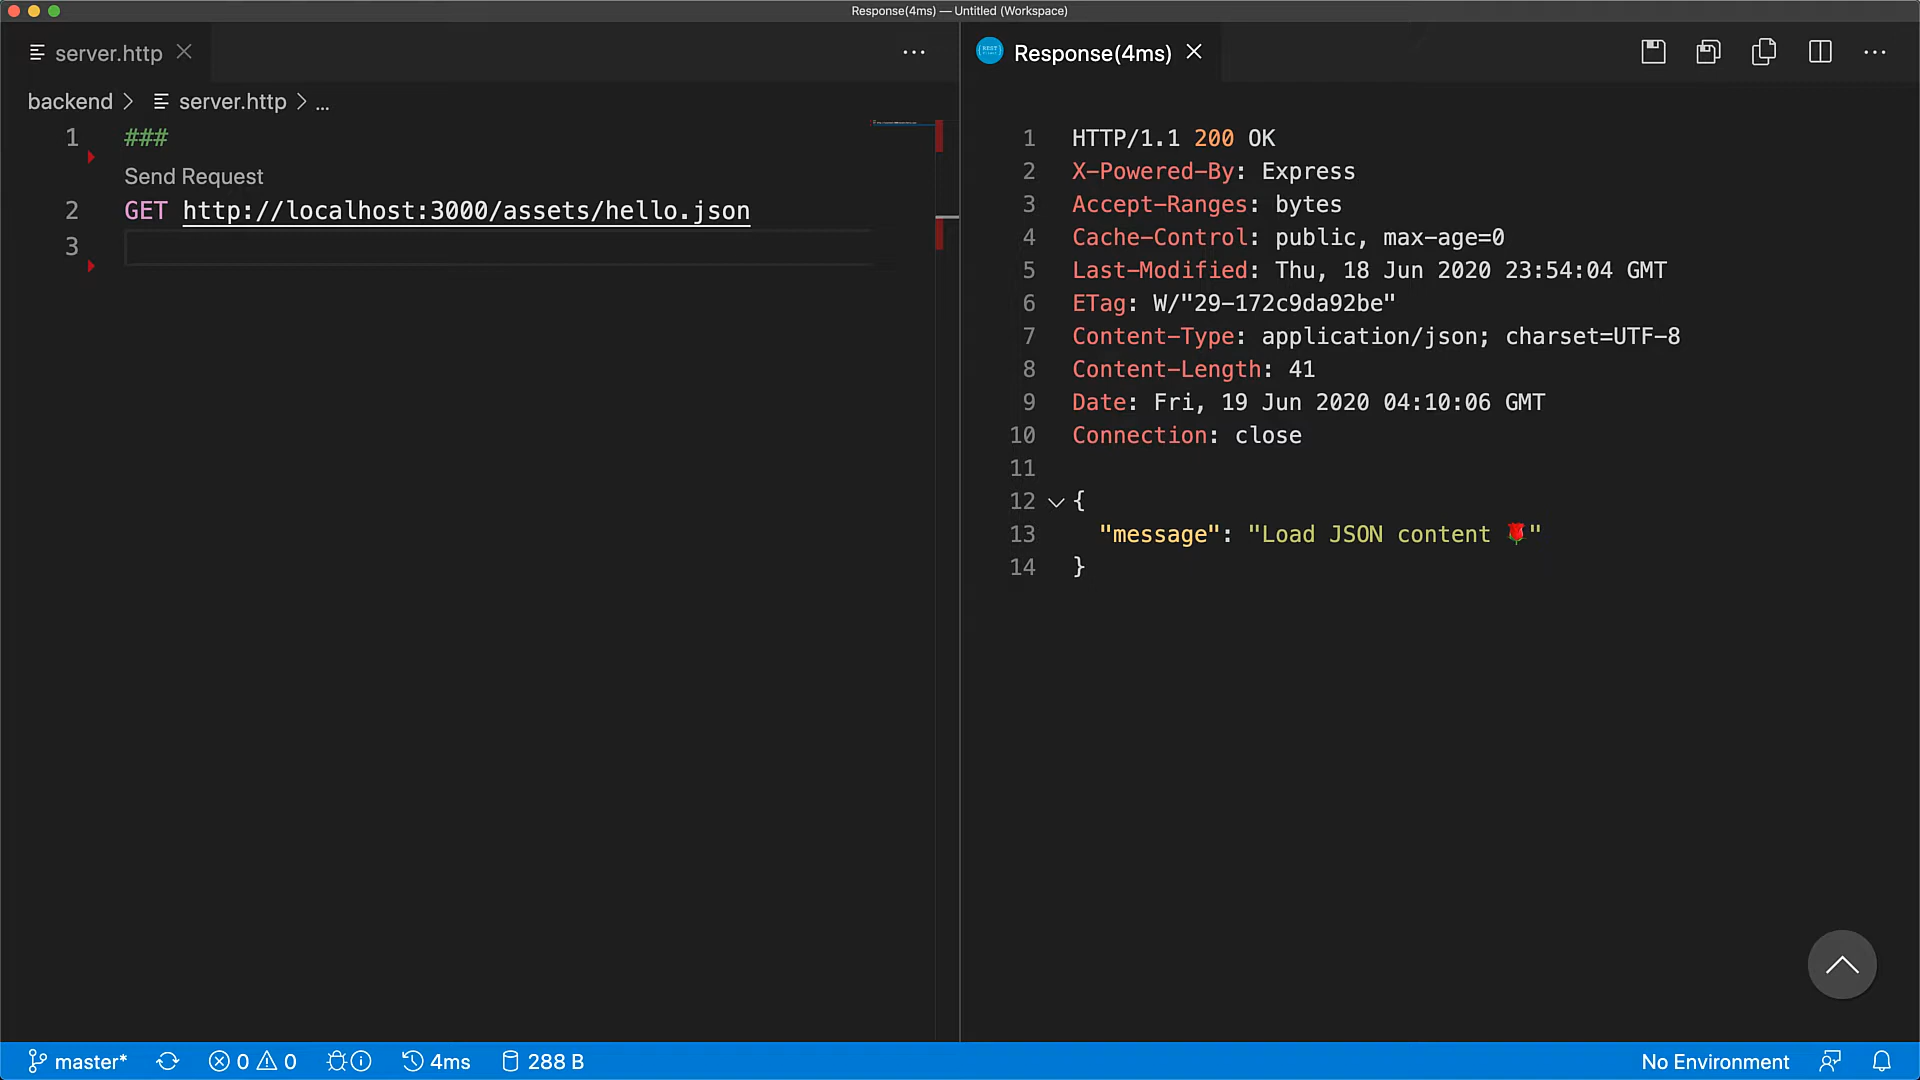 Response(4ms) — Untitled (Workspace)
server.http
backend > server.http > ...
1 ###
Send Request
2 GET http://localhost:3000/assets/hello.json
3
REST
Response(4ms)
1 HTTP/1.1 200 OK
2 X-Powered-By: Express
3 Accept-Ranges: bytes
4 Cache-Control: public, max-age=0
5 Last-Modified: Thu, 18 Jun 2020 23:54:04 GMT
6 ETag: W/"29-172c9da92be"
7 Content-Type: application/json; charset=UTF-8
8 Content-Length: 41
9 Date: Fri, 19 Jun 2020 04:10:06 GMT
10 Connection: close
11
12 {
13 "message": "Load JSON content 🌹"
14 }
master* 0 0 4ms 288 B No Environment